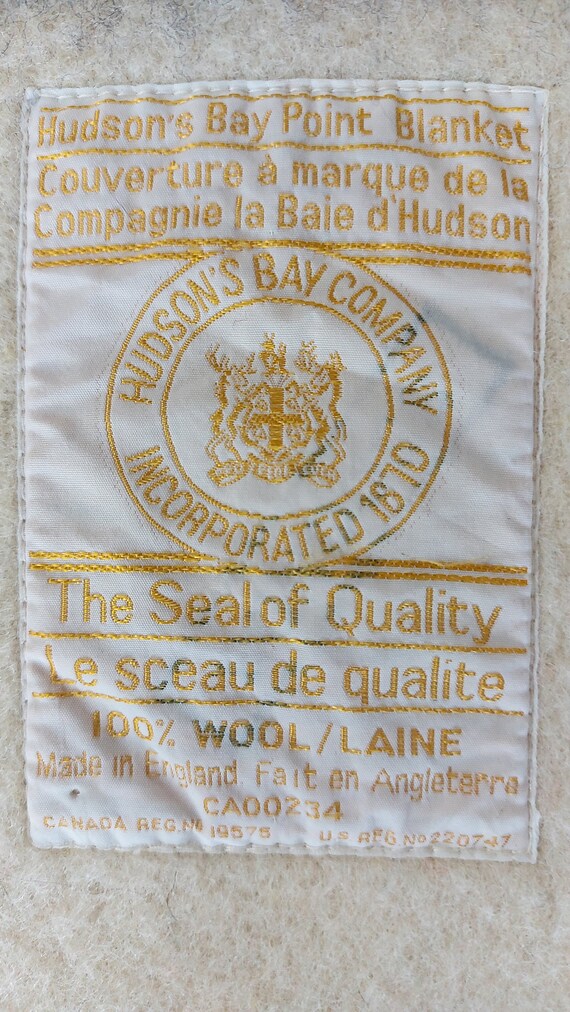 Hudson's Bay Point Blanket
Couverture à marque de la
Compagnie la Baie d'Hudson
HUDSON'S BAY COMPANY
INCORPORATED 1670
The Seal of Quality
Le sceau de qualite
100% WOOL/LAINE
Made in England. Fait en Angleterre
CA00234
CANADA REG. No 19575 U S REG No 220747